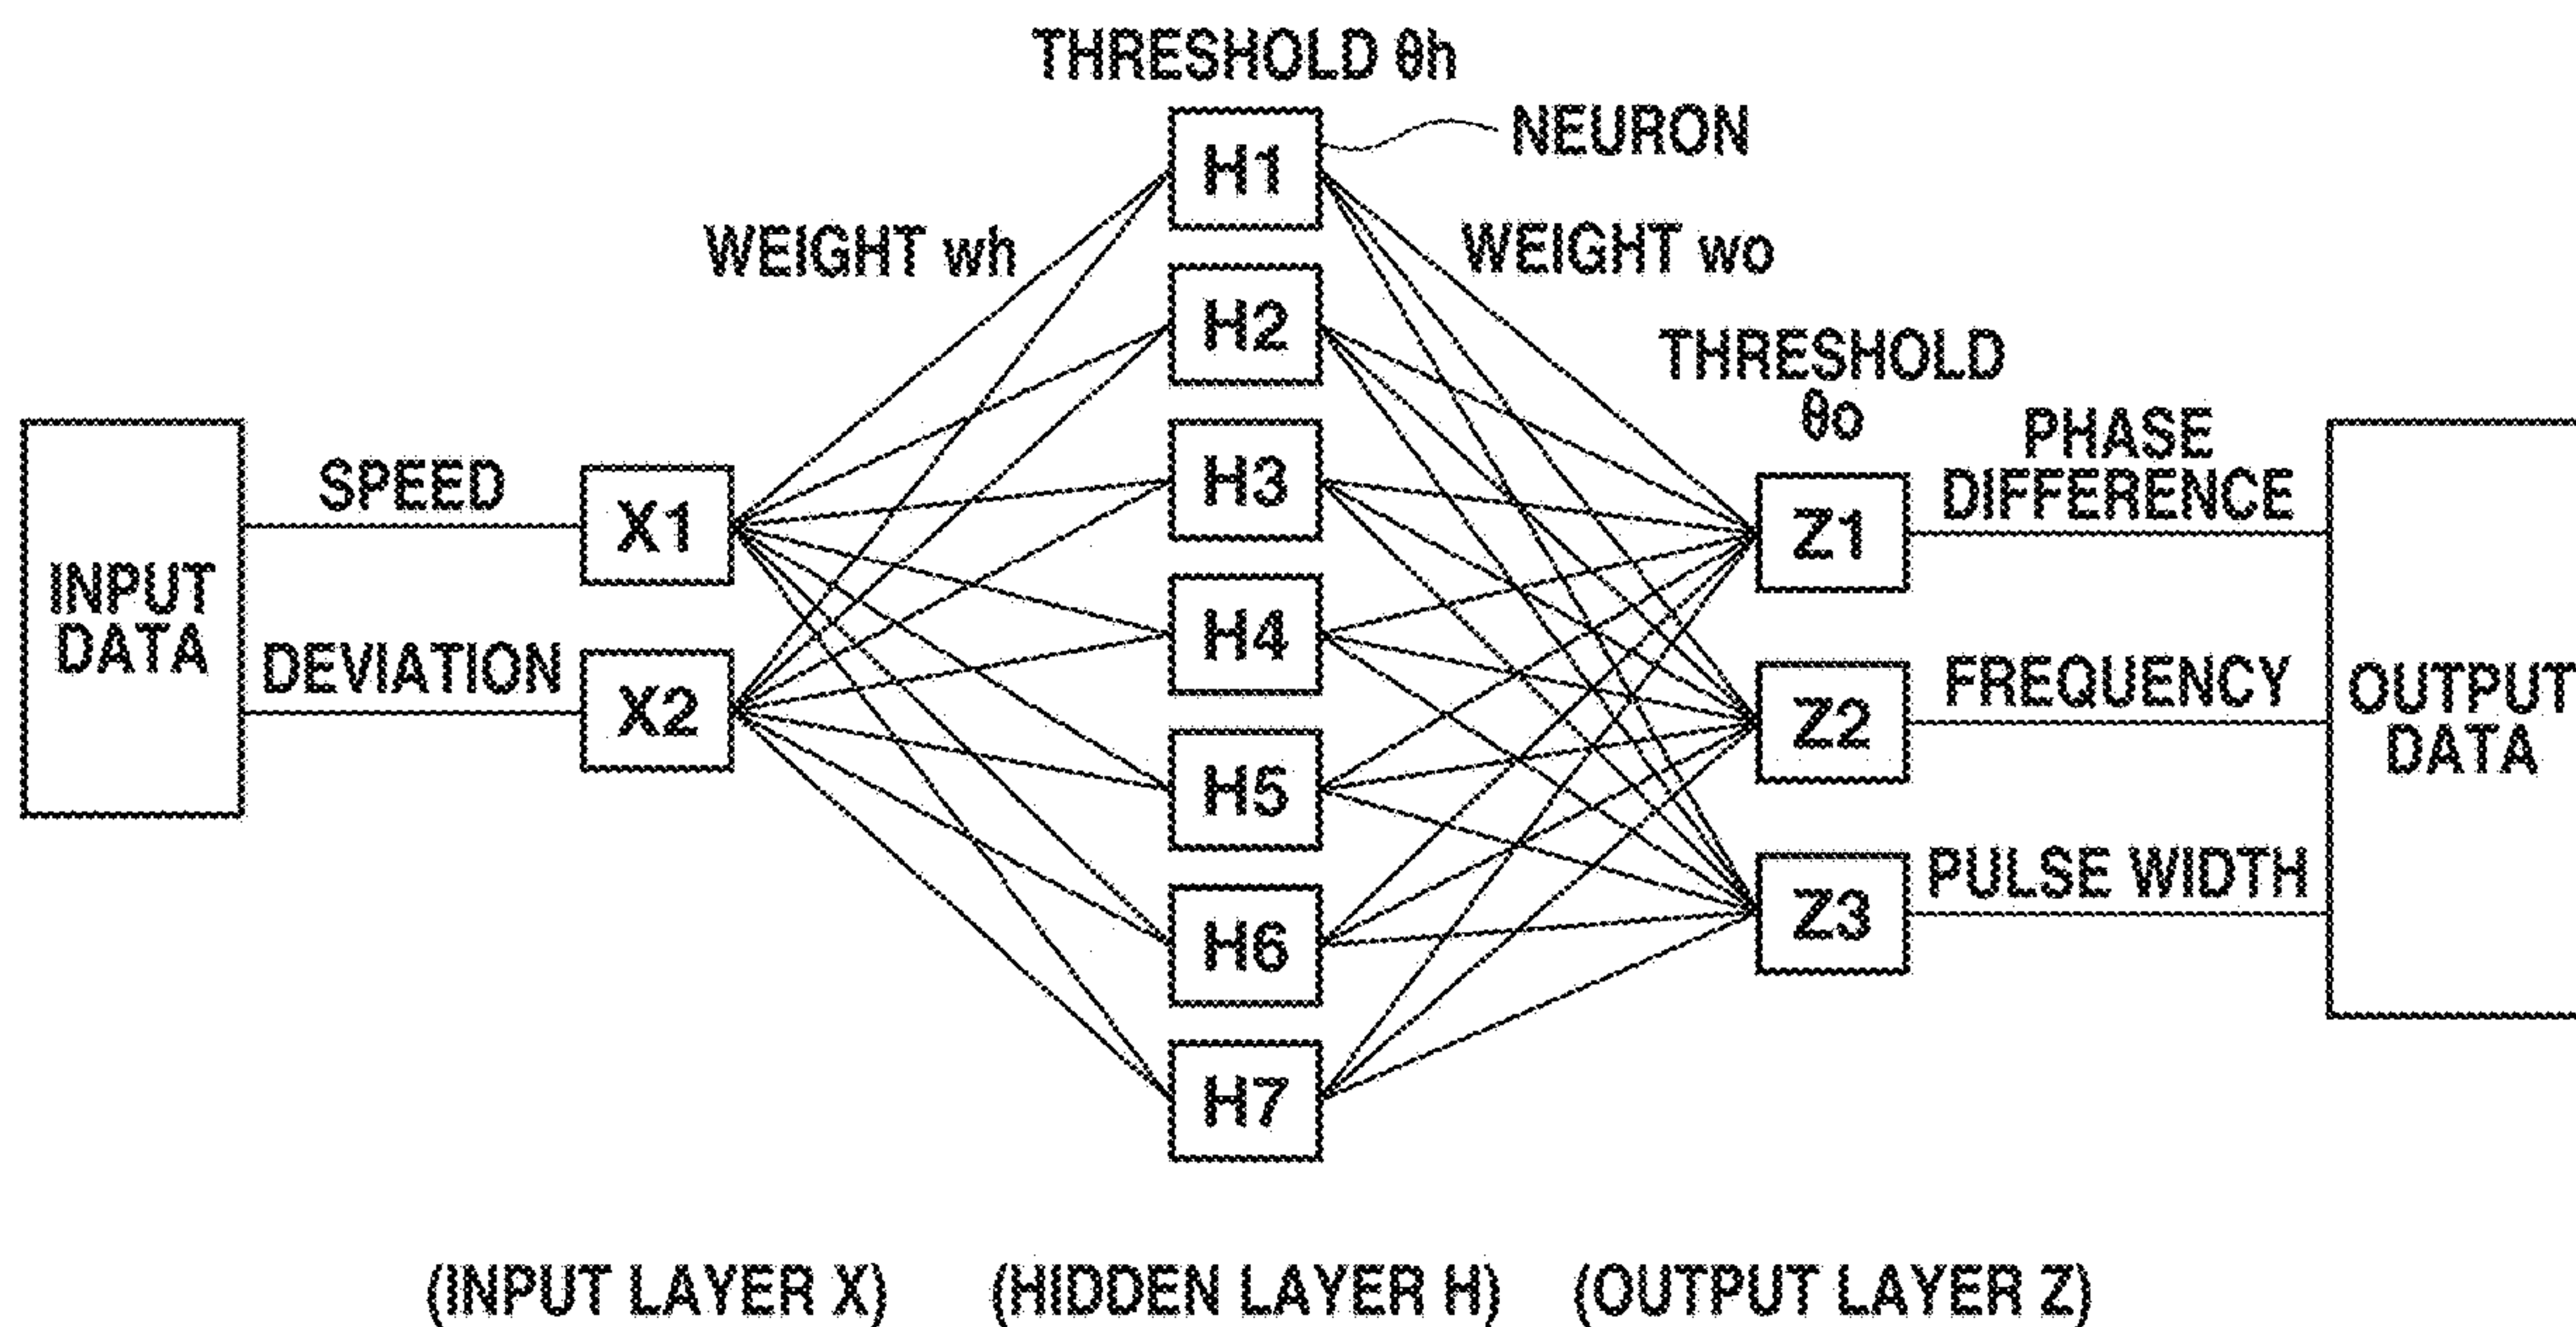 THRESHOLD θh
NEURON
WEIGHT wh
WEIGHT wo
THRESHOLD
θo
INPUT
DATA
SPEED
DEVIATION
X1
X2
H1
H2
H3
H4
H5
H6
H7
Z1
Z2
Z3
PHASE
DIFFERENCE
FREQUENCY
PULSE WIDTH
OUTPUT
DATA
(INPUT LAYER X)
(HIDDEN LAYER H)
(OUTPUT LAYER Z)